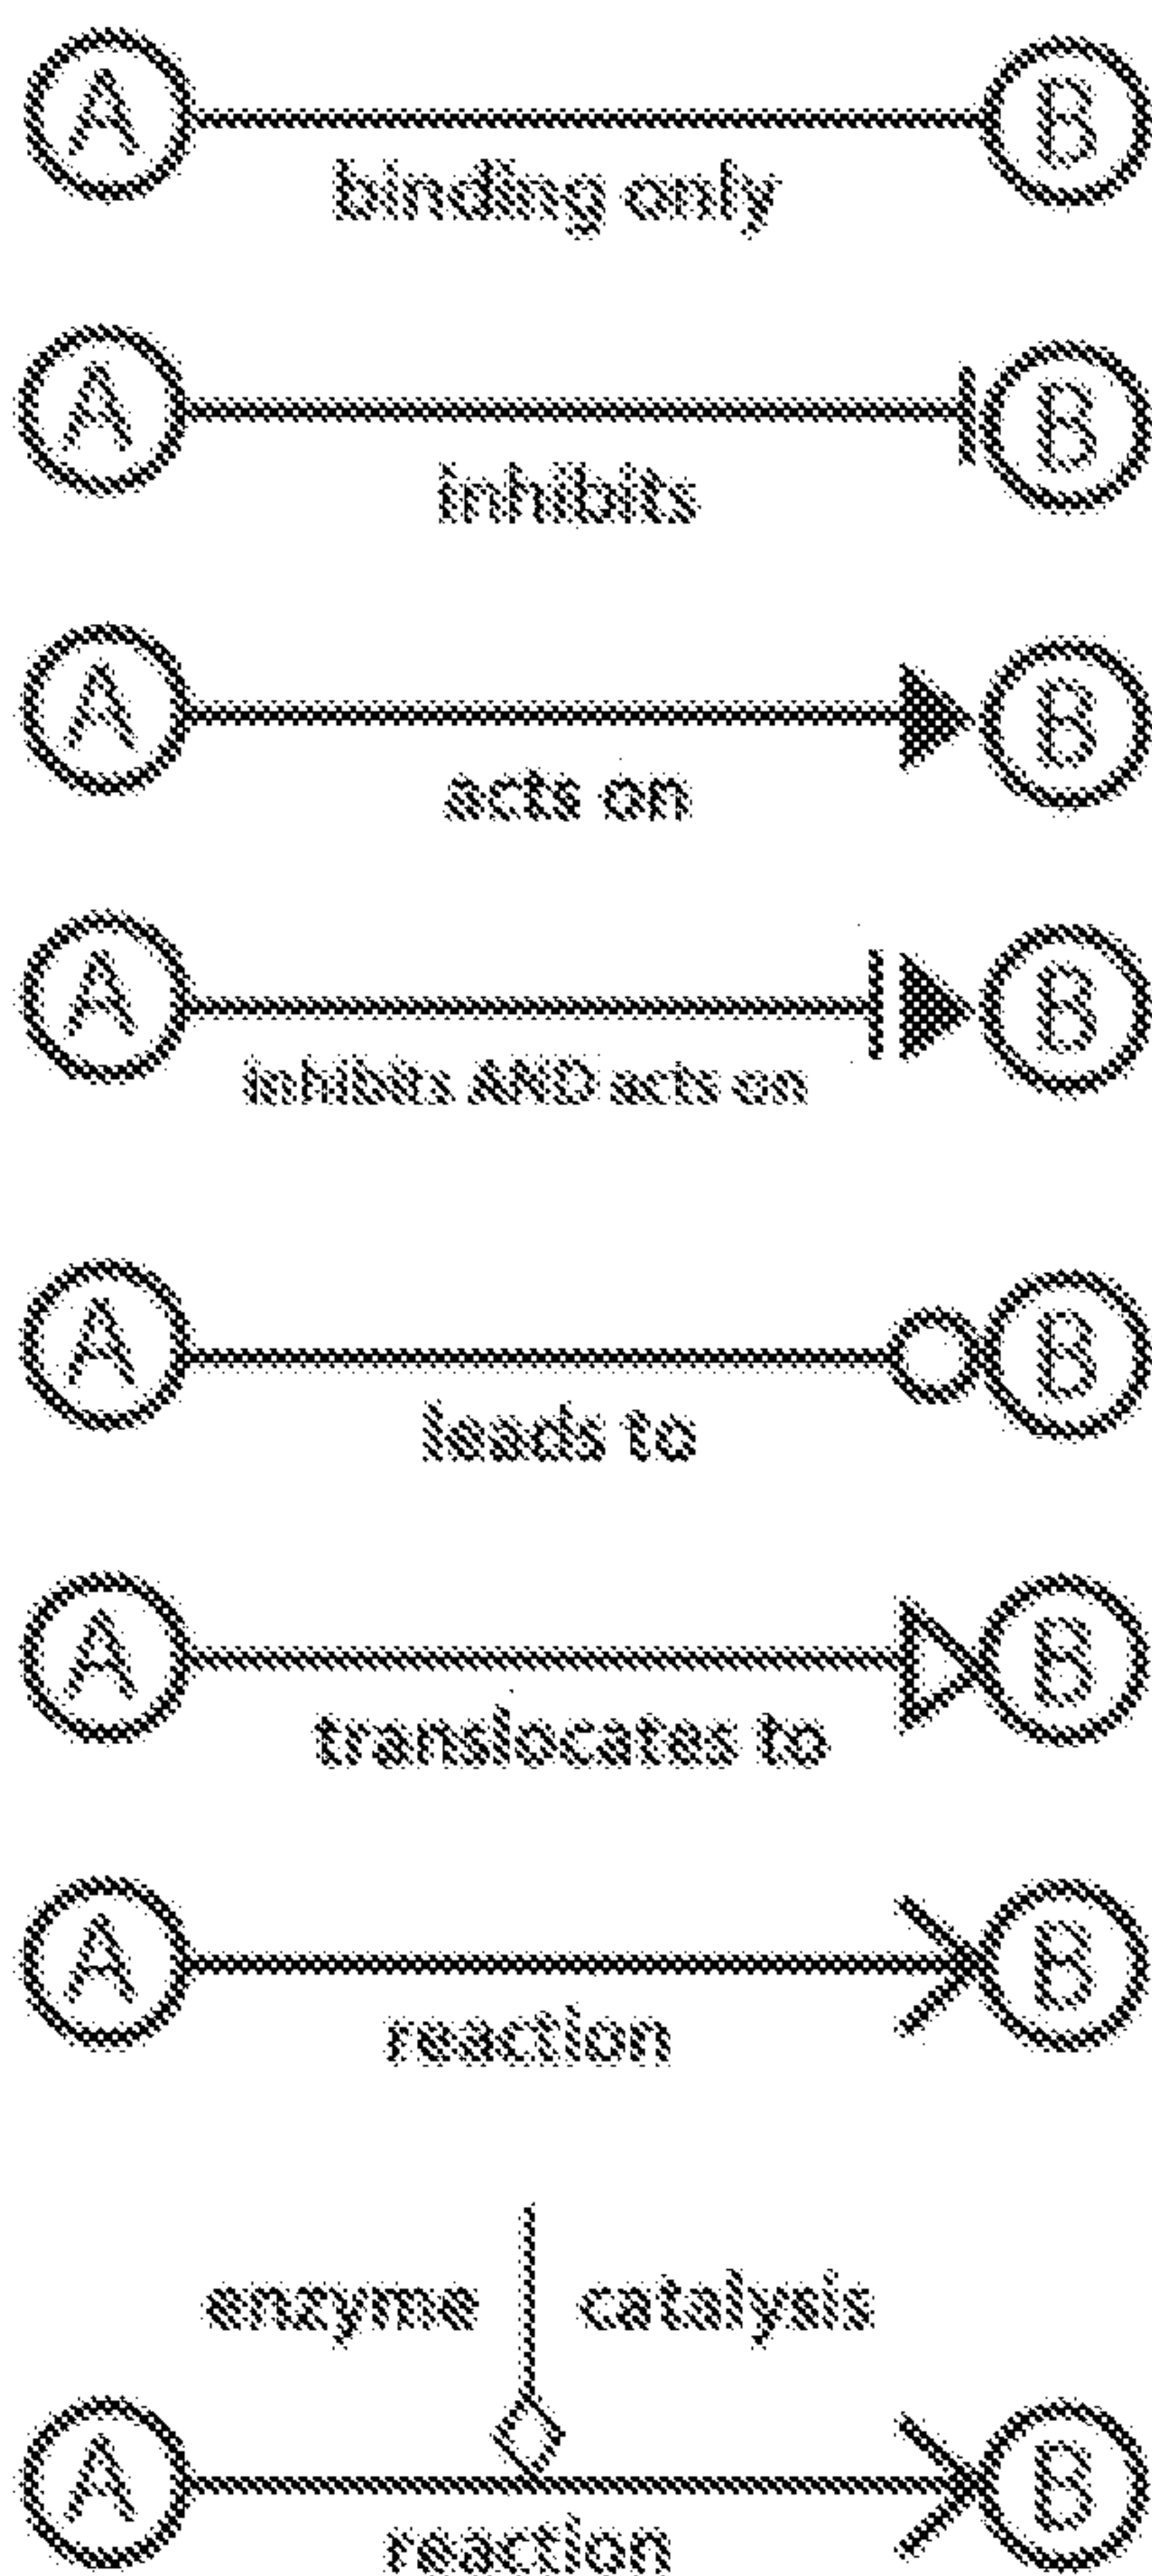 A B
binding only
A B
inhibits
A B
acts on
A B
inhibits AND acts on
A B
leads to
A B
translocates to
A B
reaction
enzyme catalysis
A B
reaction